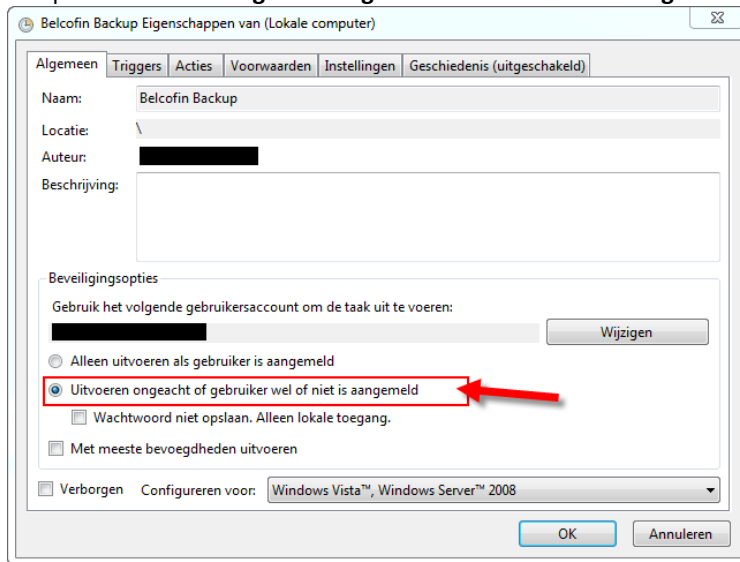 Belcofin Backup Eigenschappen van (Lokale computer)
Algemeen Triggers Acties Voorwaarden Instellingen Geschiedenis (uitgeschakeld)
Naam: Belcofin Backup
Locatie: \
Auteur:
Beschrijving:
Beveiligingsopties
Gebruik het volgende gebruikersaccount om de taak uit te voeren:
Wijzigen
Alleen uitvoeren als gebruiker is aangemeld
Uitvoeren ongeacht of gebruiker wel of niet is aangemeld
Wachtwoord niet opslaan. Alleen lokale toegang.
Met meeste bevoegdheden uitvoeren
Verborgen Configureren voor: Windows Vista™, Windows Server™ 2008
OK Annuleren